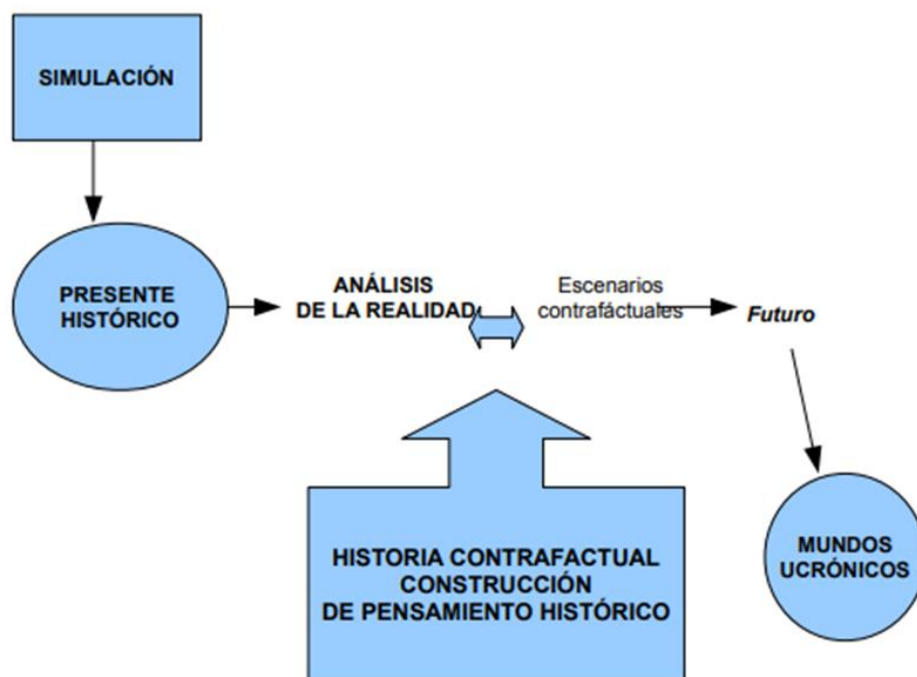 SIMULACIÓN
PRESENTE
HISTÓRICO
ANÁLISIS
DE LA REALIDAD
Escenarios
contrafáctuales
Futuro
HISTORIA CONTRAFACTUAL
CONSTRUCCIÓN
DE PENSAMIENTO HISTÓRICO
MUNDOS
UCRÓNICOS